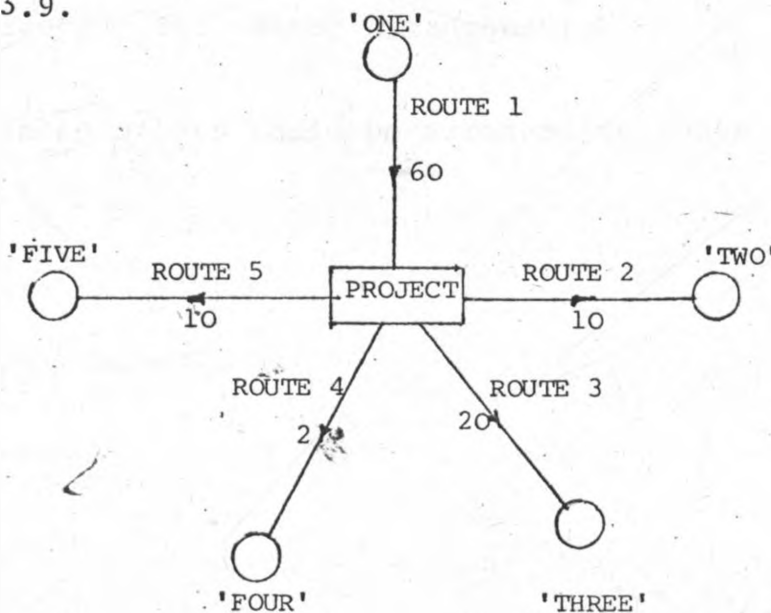 3.9.
'ONE'
ROUTE 1
60
'FIVE'
ROUTE 5
10
PROJECT
ROUTE 2
10
'TWO'
ROUTE 4
2
ROUTE 3
20
'FOUR'
'THREE'